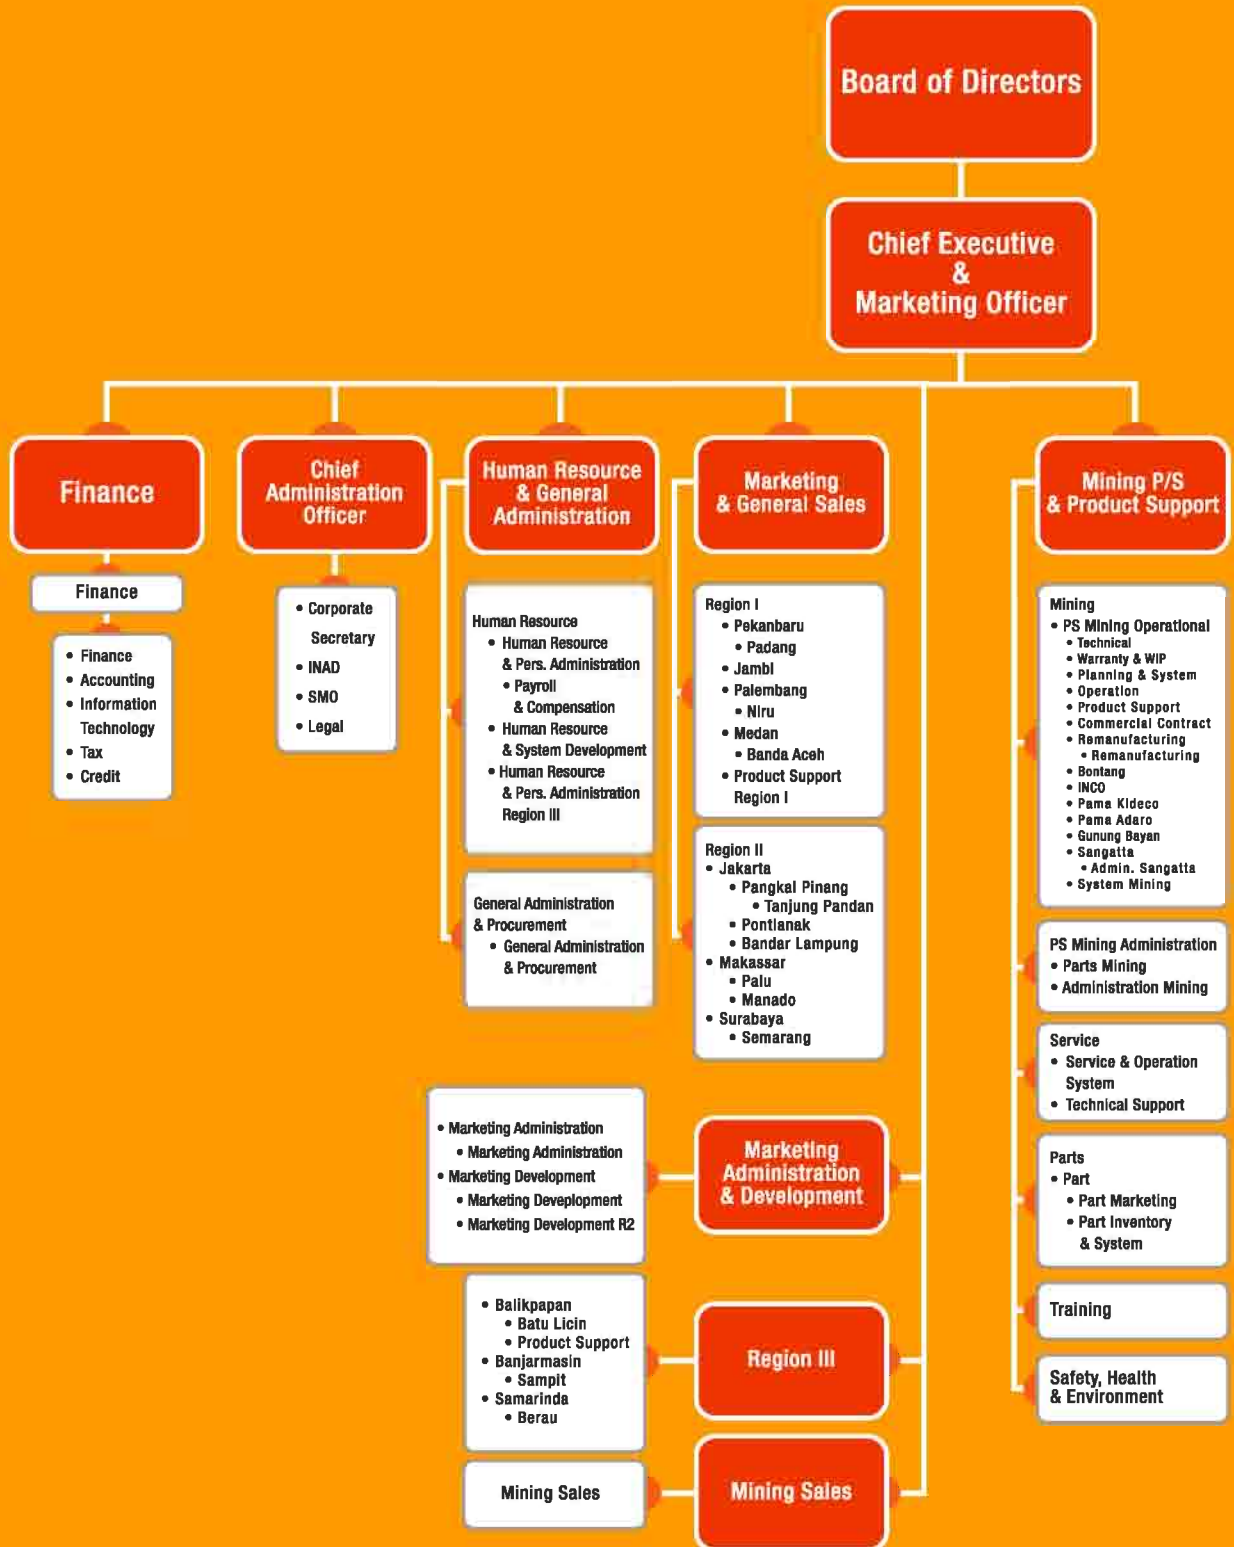 Board of Directors
Chief Executive
&
Marketing Officer
Finance
Chief
Administration
Officer
Human Resource
& General
Administration
Marketing
& General Sales
Mining P/S
& Product Support
Finance
• Finance
• Accounting
• Information
Technology
• Tax
• Credit
• Corporate
Secretary
• INAD
• SMO
• Legal
Human Resource
• Human Resource
& Pers. Administration
• Payroll
& Compensation
• Human Resource
& System Development
• Human Resource
& Pers. Administration
Region III
General Administration
& Procurement
• General Administration
& Procurement
Region I
• Pekanbaru
• Padang
• Jambi
• Palembang
• Niru
• Medan
• Banda Aceh
• Product Support
Region I
Region II
• Jakarta
• Pangkal Pinang
• Tanjung Pandan
• Pontianak
• Bandar Lampung
• Makassar
• Palu
• Manado
• Surabaya
• Semarang
Mining
• PS Mining Operational
• Technical
• Warranty & WIP
• Planning & System
• Operation
• Product Support
• Commercial Contract
• Remanufacturing
• Remanufacturing
• Bontang
• INCO
• Pama Kideco
• Pama Adaro
• Gunung Bayan
• Sangatta
• Admin. Sangatta
• System Mining
PS Mining Administration
• Parts Mining
• Administration Mining
Service
• Service & Operation
System
• Technical Support
Parts
• Part
• Part Marketing
• Part Inventory
& System
Training
Safety, Health
& Environment
• Marketing Administration
• Marketing Administration
• Marketing Development
• Marketing Deveplopment
• Marketing Development R2
Marketing
Administration
& Development
• Balikpapan
• Batu Licin
• Product Support
• Banjarmasin
• Sampit
• Samarinda
• Berau
Region III
Mining Sales
Mining Sales